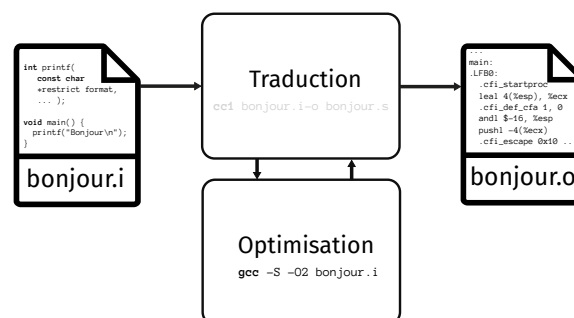 int printf(
const char
*restrict format,
... );
void main() {
printf("Bonjour\n");
}
bonjour.i
Traduction
cc1 bonjour.i-o bonjour.s
Optimisation
gcc -S -O2 bonjour.i
...
main:
.LFB0:
.cfi_startproc
leal 4(%esp), %ecx
.cfi_def_cfa 1, 0
andl $-16, %esp
pushl -4(%ecx)
.cfi_escape 0x10 ..
bonjour.o